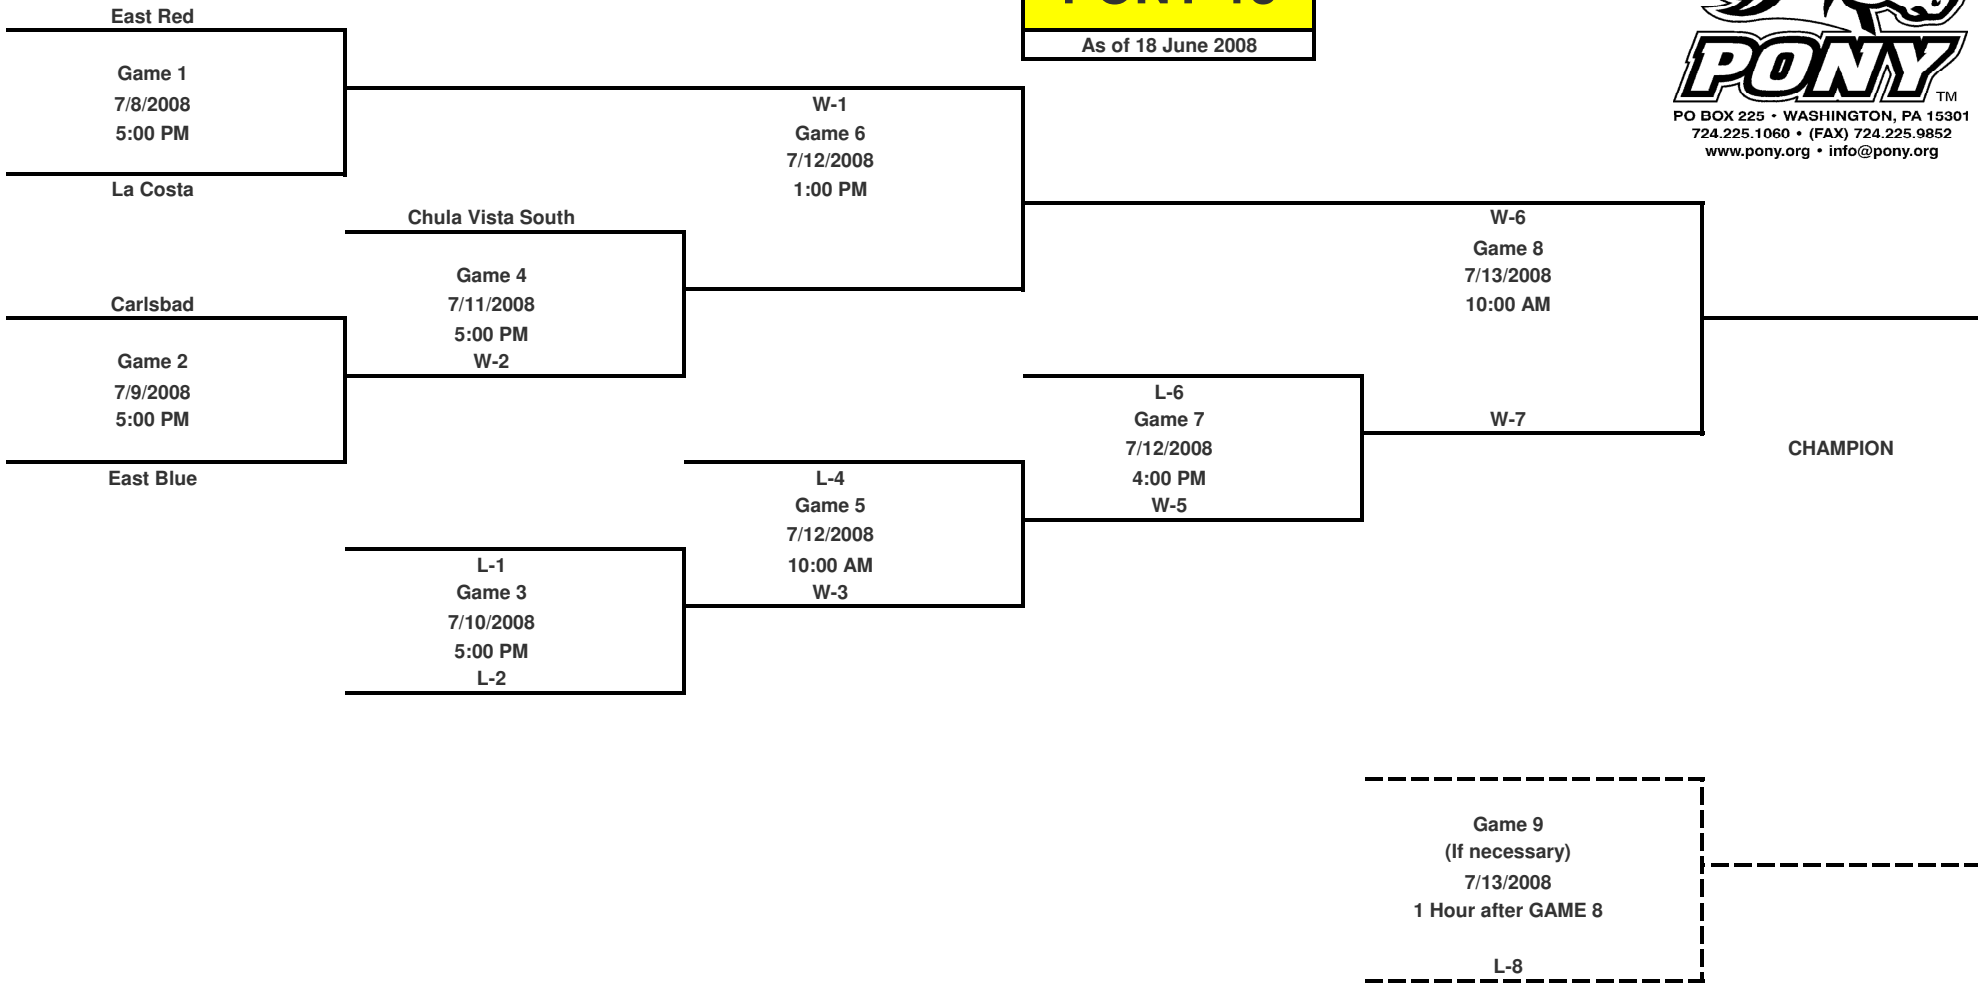 East Red
As of 18 June 2008
Game 1
7/8/2008
5:00 PM
La Costa
W-1
Game 6
7/12/2008
1:00 PM
PONY
TM
PO BOX 225 • WASHINGTON, PA 15301
724.225.1060 • (FAX) 724.225.9852
www.pony.org • info@pony.org
Chula Vista South
Game 4
7/11/2008
5:00 PM
W-2
W-6
Game 8
7/13/2008
10:00 AM
Carlsbad
Game 2
7/9/2008
5:00 PM
East Blue
L-6
Game 7
7/12/2008
4:00 PM
W-5
W-7
CHAMPION
L-4
Game 5
7/12/2008
10:00 AM
W-3
L-1
Game 3
7/10/2008
5:00 PM
L-2
Game 9
(If necessary)
7/13/2008
1 Hour after GAME 8
L-8